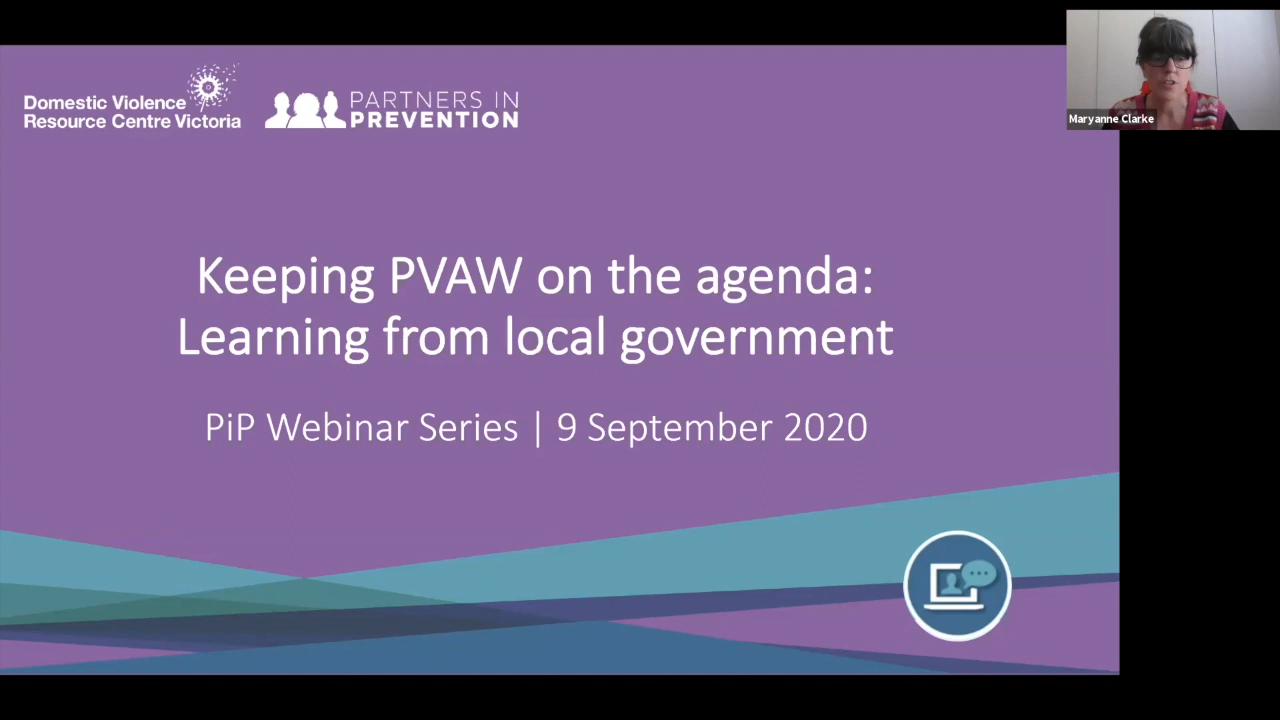 Domestic Violence
Resource Centre Victoria
PARTNERS IN
PREVENTION
Maryanne Clarke
Keeping PVAW on the agenda:
Learning from local government
PiP Webinar Series | 9 September 2020